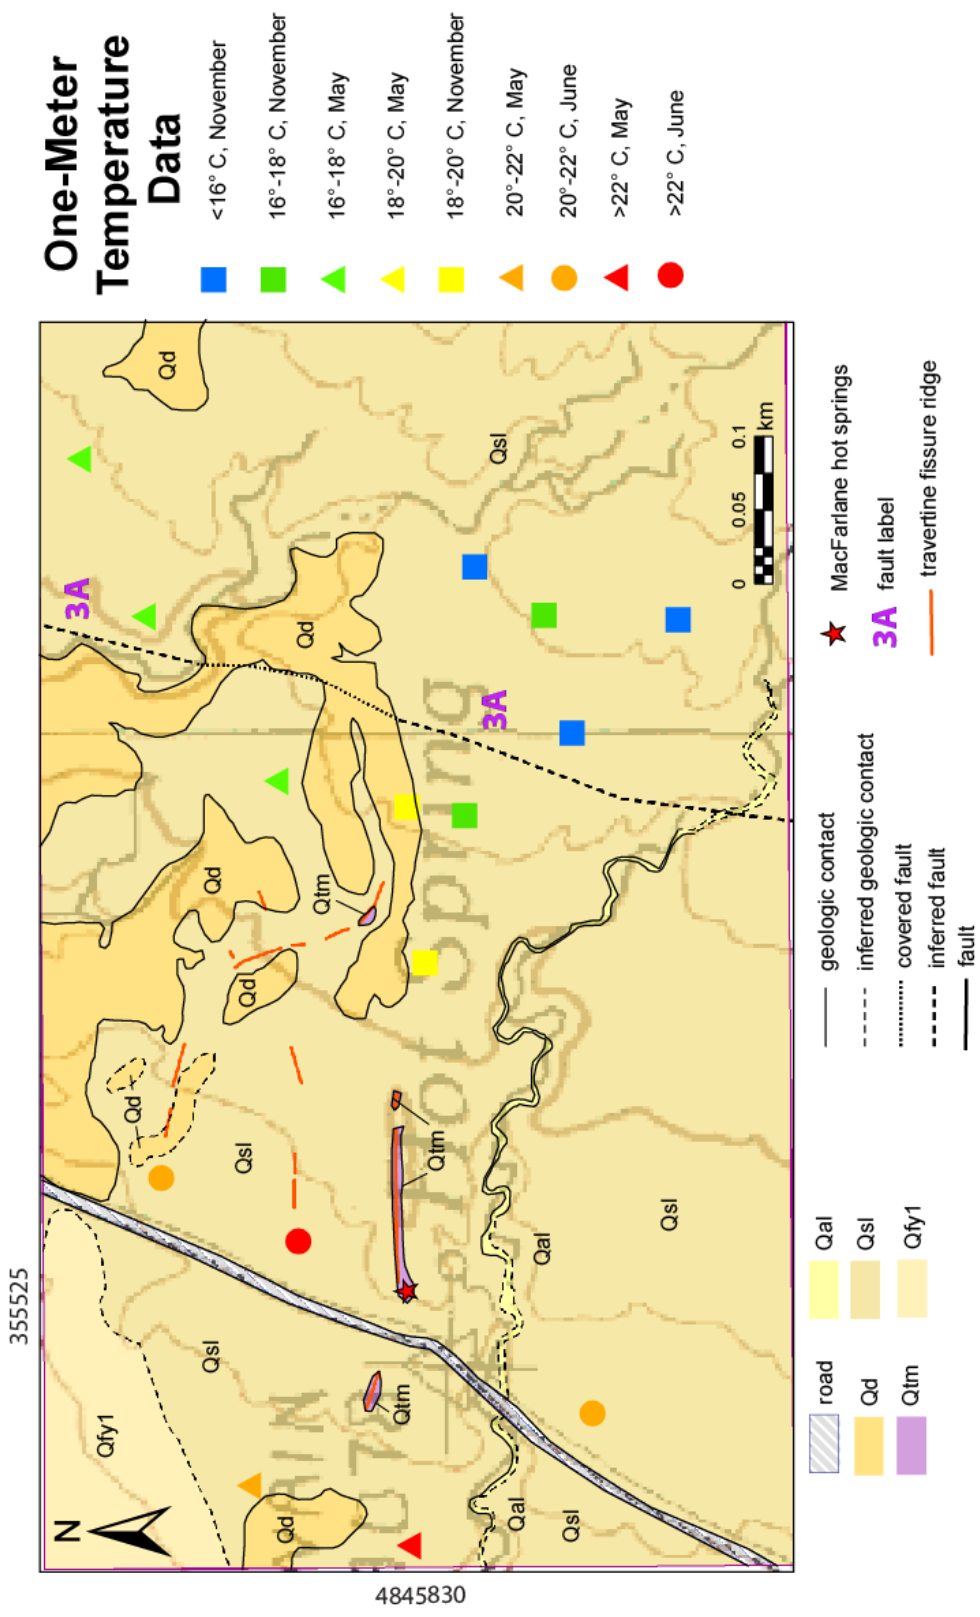 355525
N
3A
Qfy1
Qd
Qd
Qsl
Qd
Qsl
Qd
Qd
Qd
Qtm
Qtm
4845830
Qtm
Hot Springs
3A
Qsl
Qal
Qal
Qsl
Qsl
0 0.05 0.1
km
One-Meter
Temperature
Data
<16° C, November
16°-18° C, November
16°-18° C, May
18°-20° C, May
18°-20° C, November
20°-22° C, May
20°-22° C, June
>22° C, May
>22° C, June
road
Qd
Qtm
Qal
Qsl
Qfy1
geologic contact
inferred geologic contact
covered fault
inferred fault
fault
MacFarlane hot springs
3A fault label
travertine fissure ridge